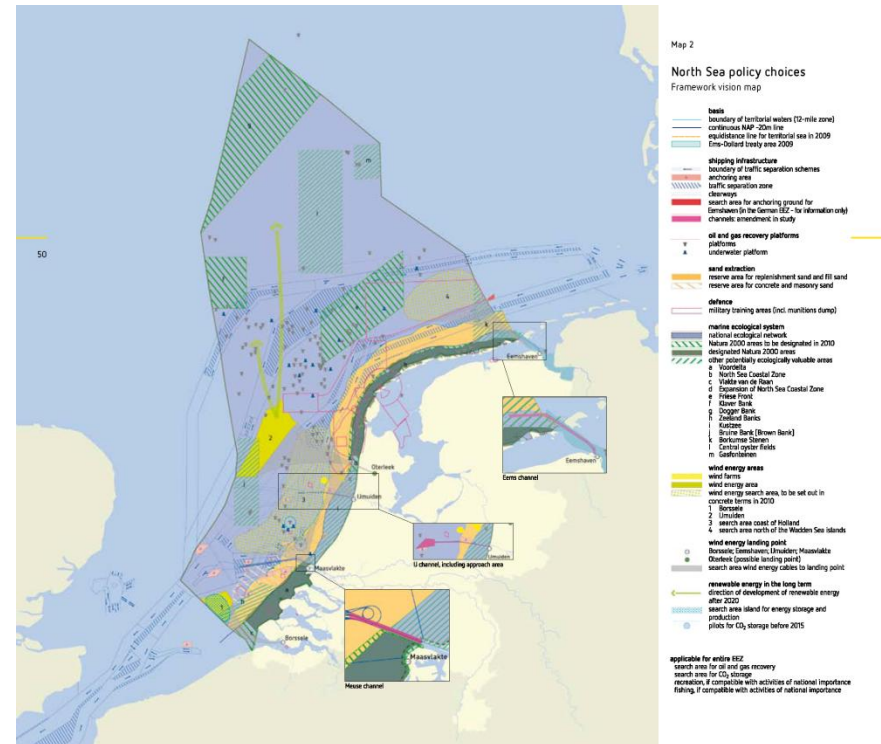 50
Map 2
North Sea policy choices
Framework vision map
basis
boundary of territorial waters (12-mile zone)
continuous NAP -20m line
equidistance line for territorial sea in 2009
Ems-Dollard treaty area 2009
shipping infrastructure
boundary of traffic separation schemes
anchoring area
traffic separation zone
clearways
search area for anchoring ground for
Eemshaven (in the German EEZ - for information only)
channels: amendment in study
oil and gas recovery platforms
platforms
underwater platform
sand extraction
reserve area for replenishment sand and fill sand
reserve area for concrete and masonry sand
defence
military training areas (incl. munitions dump)
marine ecological system
national ecological network
Natura 2000 areas to be designated in 2010
designated Natura 2000 areas
other potentially ecologically valuable areas
a Voordelta
b North Sea Coastal Zone
c Vlakte van de Raan
d Expansion of North Sea Coastal Zone
e Friese Front
f Klaver Bank
g Dogger Bank
h Zeeland Banks
i Kustzee
j Bruine Bank [Brown Bank]
k Borkumse Stenen
l Central oyster fields
m Gasfonteinen
wind energy areas
wind farms
wind energy area
wind energy search area, to be set out in
concrete terms in 2010
1 Borssele
2 IJmuiden
3 search area coast of Holland
4 search area north of the Wadden Sea islands
wind energy landing point
Borssele; Eemshaven; IJmuiden; Maasvlakte
Oterleek (possible landing point)
search area wind energy cables to landing point
renewable energy in the long term
direction of development of renewable energy
after 2020
search area island for energy storage and
production
pilots for CO₂ storage before 2015
applicable for entire EEZ
search area for oil and gas recovery
search area for CO₂ storage
recreation, if compatible with activities of national importance
fishing, if compatible with activities of national importance
m
4
Eemshaven
2
Eemshaven
Eems channel
Oterleek
3
IJmuiden
IJmuiden
IJ channel, including approach area
Maasvlakte
Borssele
Maasvlakte
Meuse channel